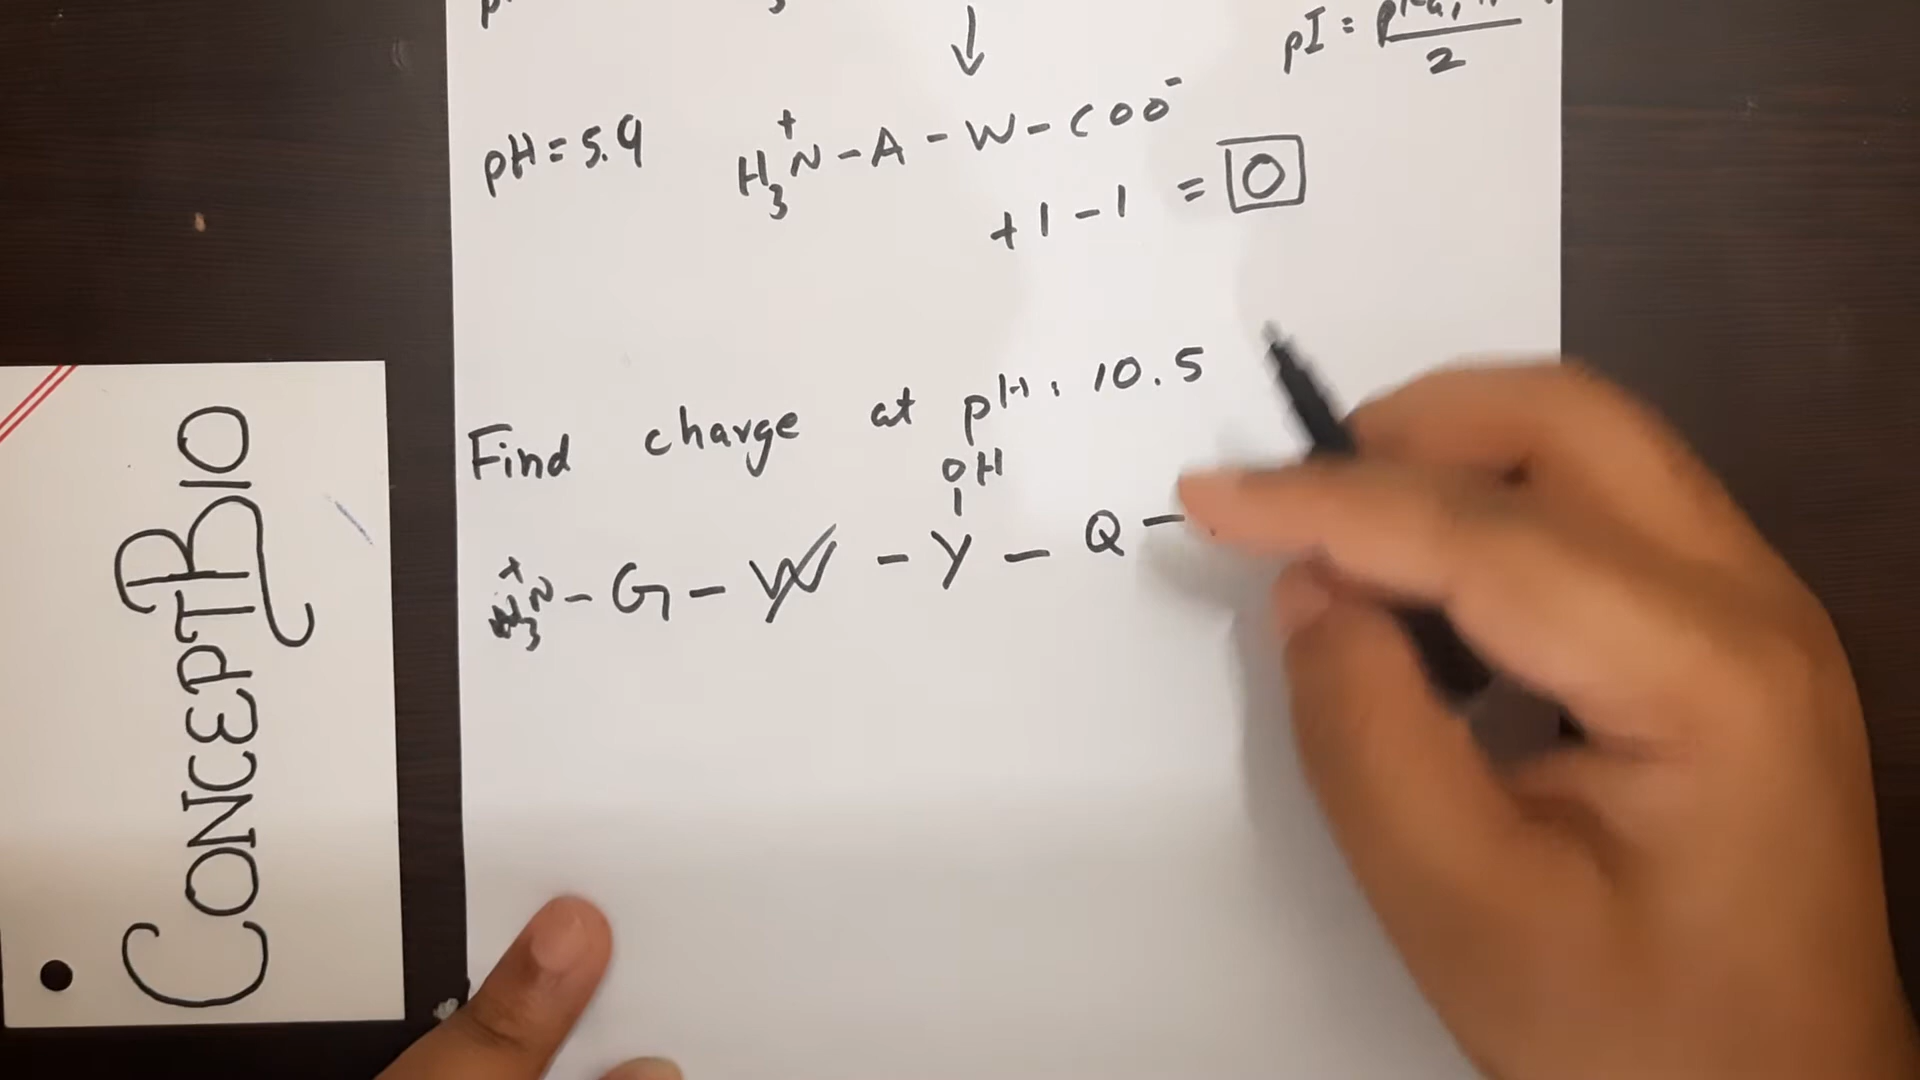 pI =
2
pH = 5.9 H₃N⁺ - A - W - COO⁻
+1 - 1 = 0
Find charge at pH: 10.5
OH
H₃N⁺ - G - W - Y - Q -
CONCEPTBIO